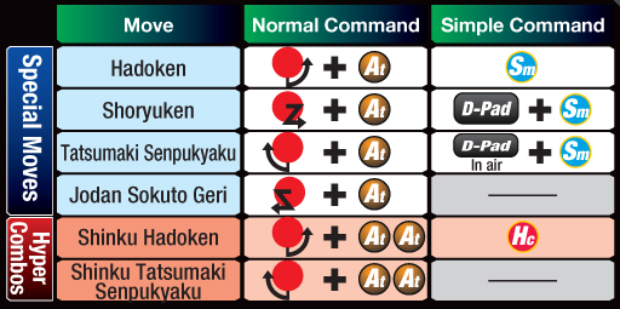 Move Normal Command Simple Command
Special Moves
Hadoken At Sm
Shoryuken At D-Pad Sm
Tatsumaki Senpukyaku At D-Pad In air Sm
Jodan Sokuto Geri At
Hyper Combos
Shinku Hadoken At At Hc
Shinku Tatsumaki
Senpukyaku At At